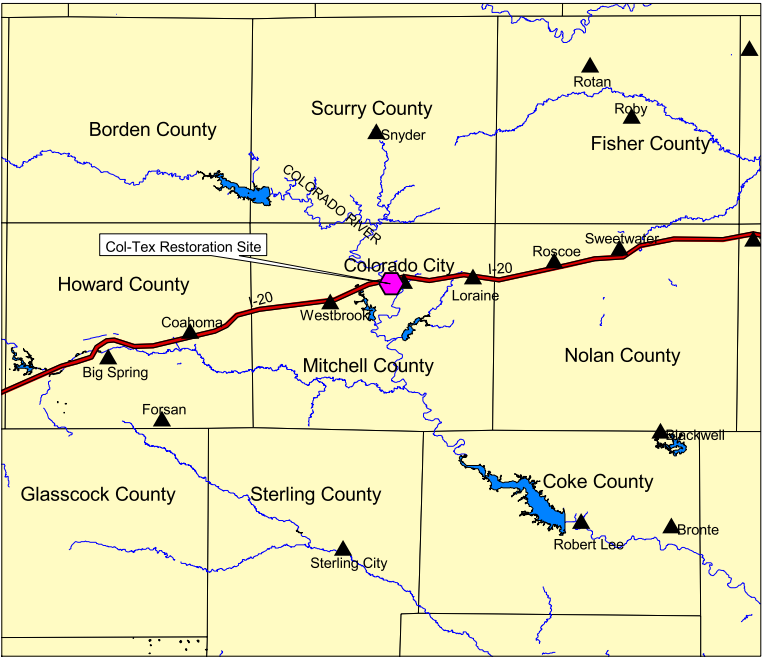 Rotan
Scurry County
Roby
Borden County
Snyder
Fisher County
COLORADO RIVER
Col-Tex Restoration Site
Sweetwater
Roscoe
Colorado City
I-20
Howard County
Loraine
I-20
Westbrook
Coahoma
Nolan County
Mitchell County
Big Spring
Forsan
Blackwell
Coke County
Glasscock County
Sterling County
Bronte
Robert Lee
Sterling City